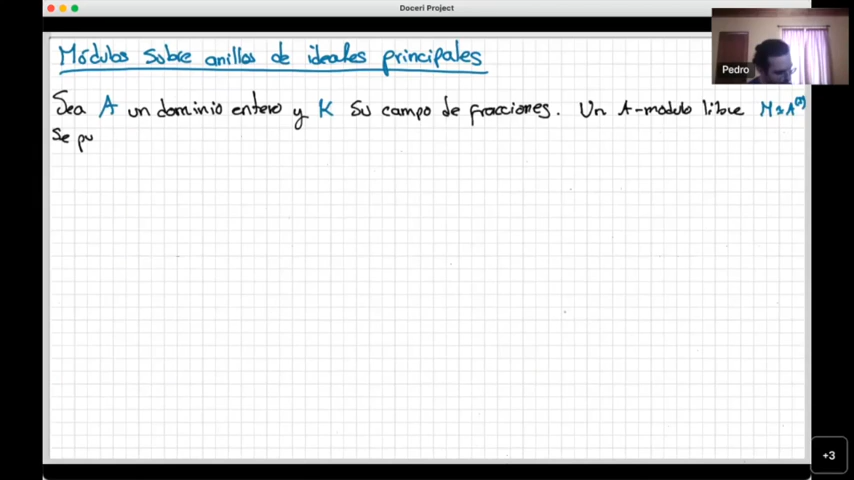 Doceri Project
Módulos sobre anillos de ideales principales
Pedro
Sea A un dominio entero y K su campo de fracciones. Un A-módulo libre
se pu
+3